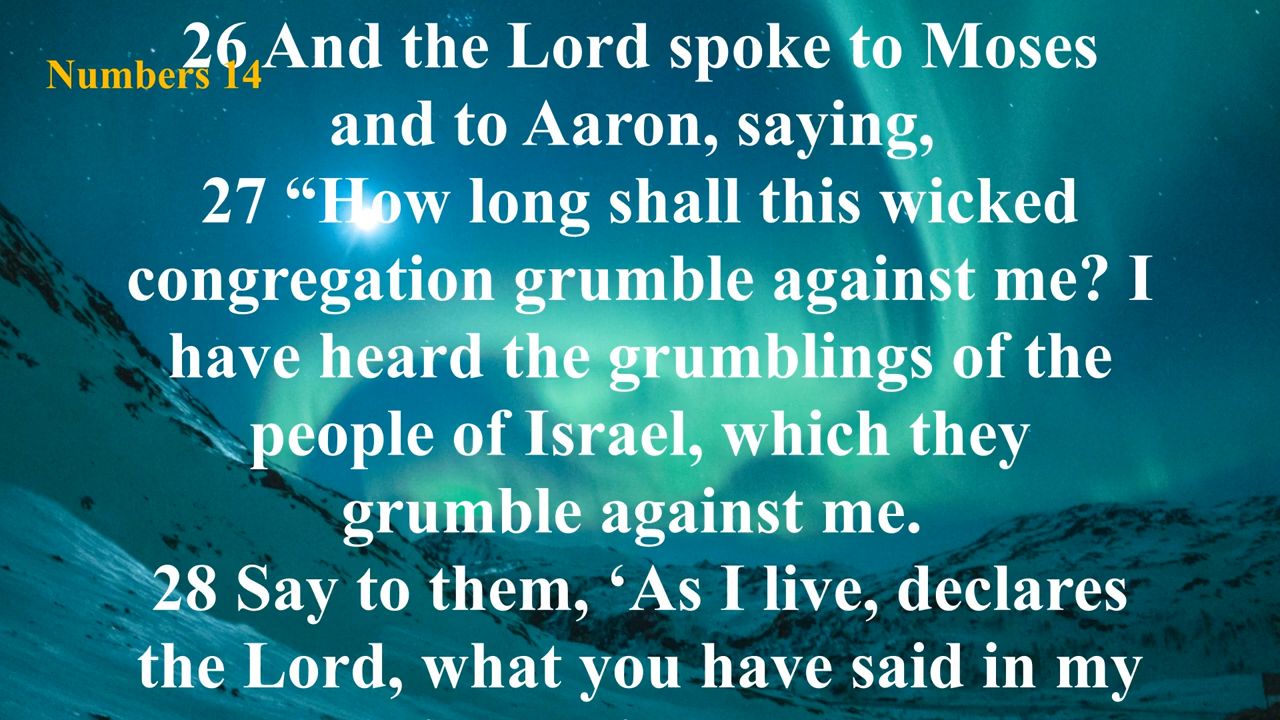 26 And the Lord spoke to Moses
Numbers 14
and to Aaron, saying,
27 “How long shall this wicked
congregation grumble against me? I
have heard the grumblings of the
people of Israel, which they
grumble against me.
28 Say to them, ‘As I live, declares
the Lord, what you have said in my